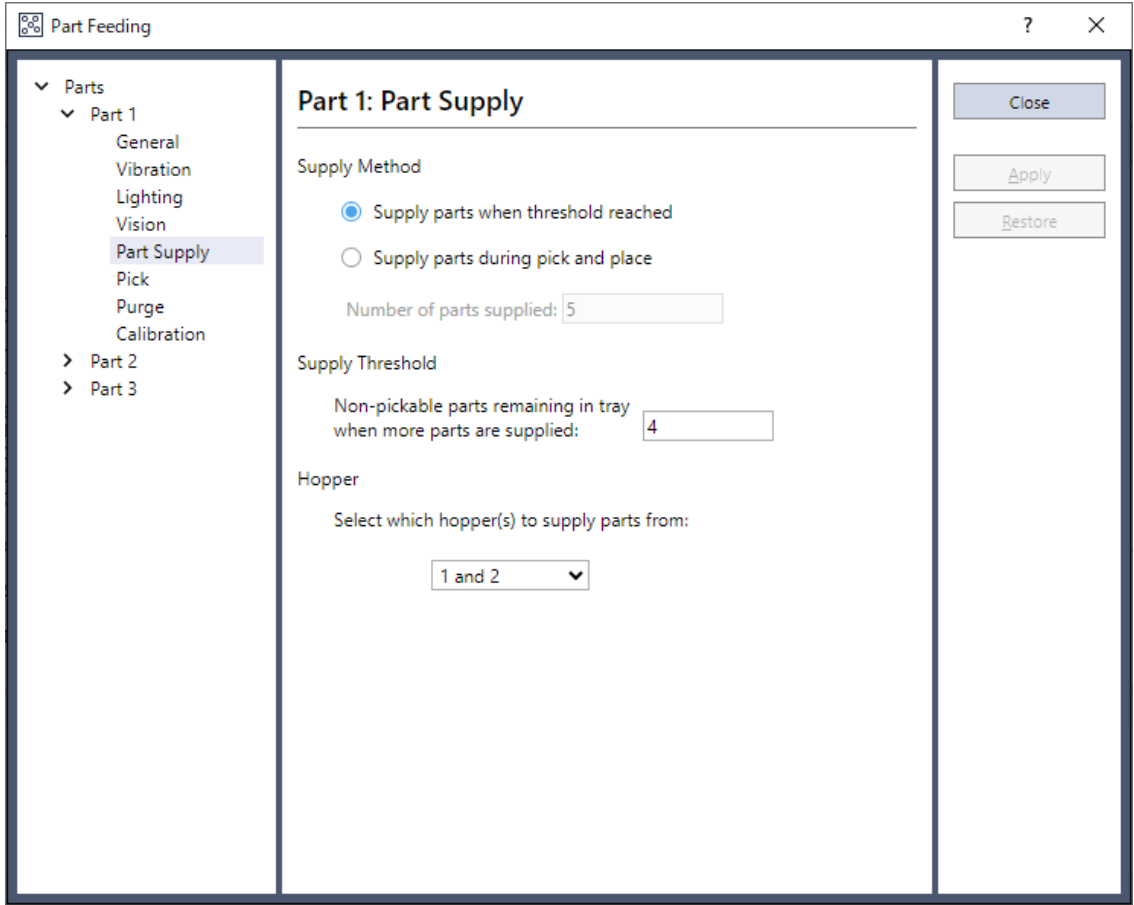 Part Feeding
?
Parts
Part 1
General
Vibration
Lighting
Vision
Part Supply
Pick
Purge
Calibration
Part 2
Part 3
Part 1: Part Supply
Supply Method
Supply parts when threshold reached
Supply parts during pick and place
Number of parts supplied: 5
Supply Threshold
Non-pickable parts remaining in tray
when more parts are supplied: 4
Hopper
Select which hopper(s) to supply parts from:
1 and 2
Close
Apply
Restore